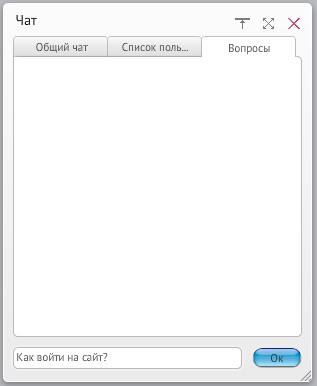 Чат
Общий чат
Список поль...
Вопросы
Как войти на сайт?
Ок